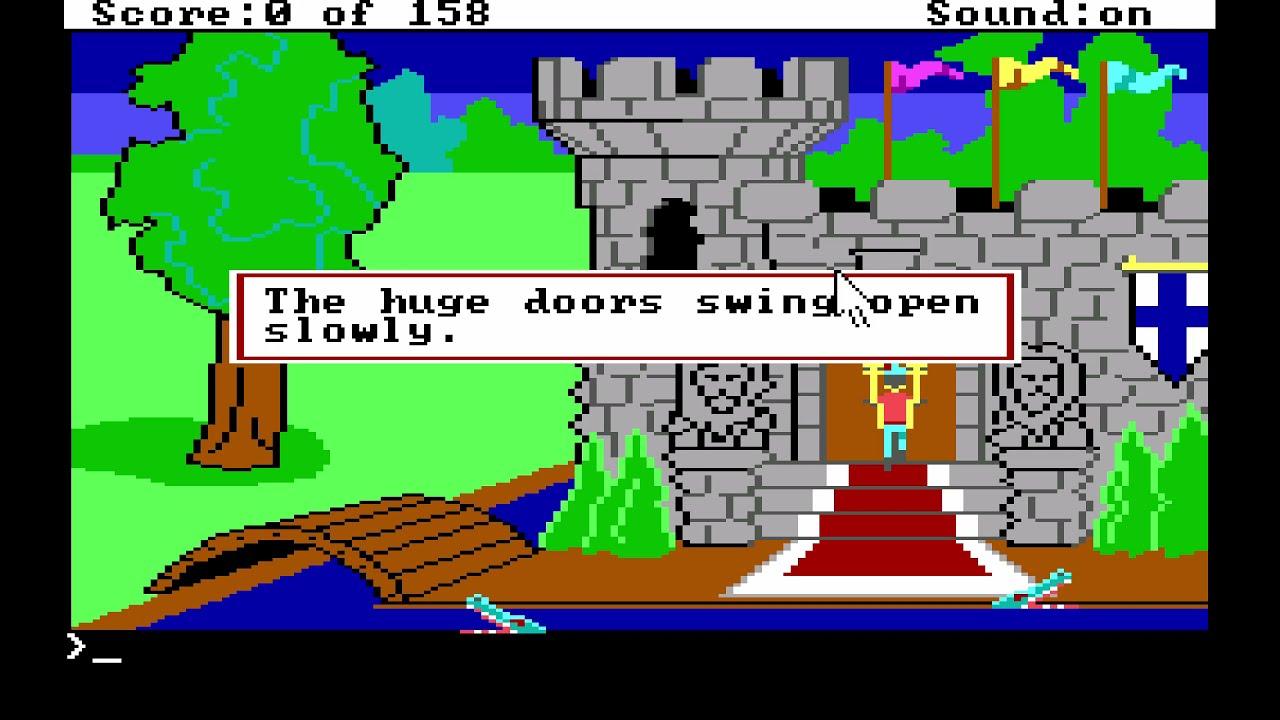 Score:0 of 158 Sound:on
The huge doors swing open
slowly.
>_